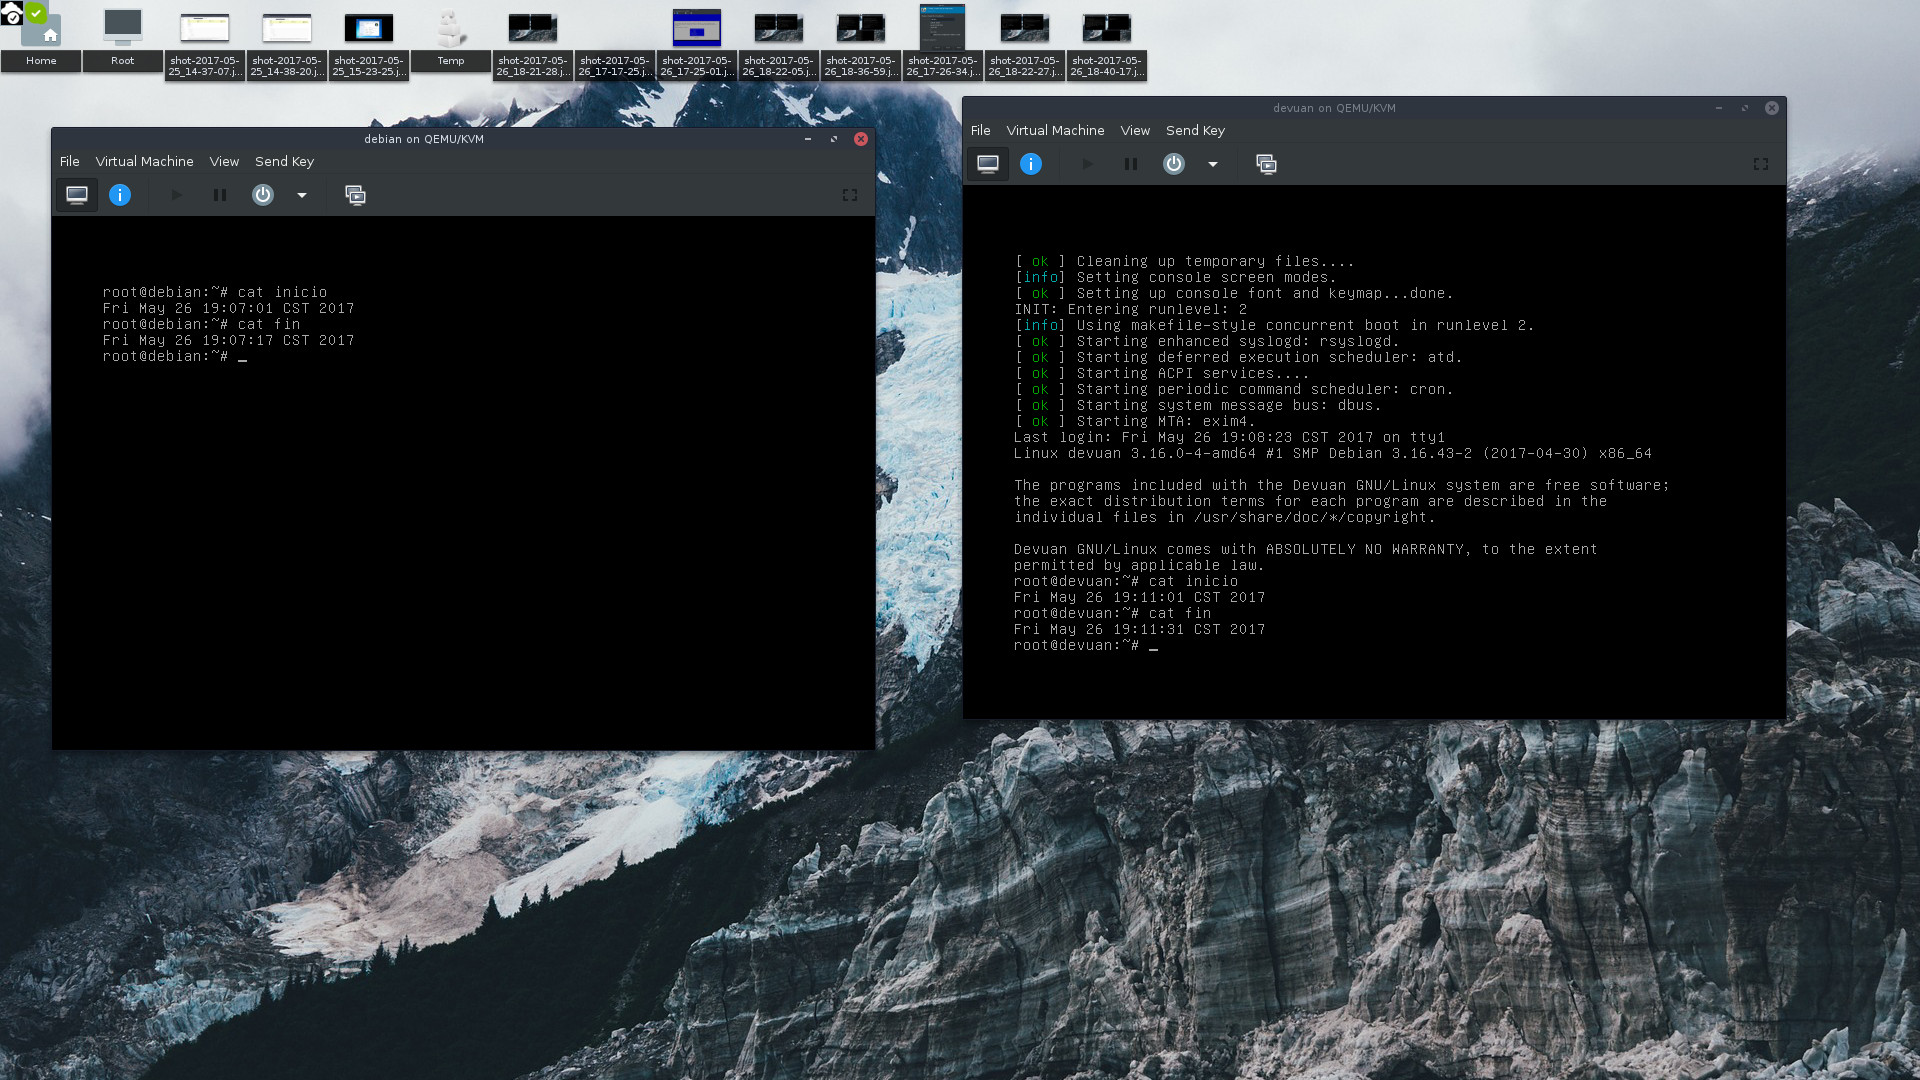 Home
Root
shot-2017-05-
25_14-37-07.j...
shot-2017-05-
25_14-38-20.j...
shot-2017-05-
25_15-23-25.j...
Temp
shot-2017-05-
26_18-21-28.j...
shot-2017-05-
26_17-17-25.j...
shot-2017-05-
26_17-25-01.j...
shot-2017-05-
26_18-22-05.j...
shot-2017-05-
26_18-36-59.j...
shot-2017-05-
26_17-26-34.j...
shot-2017-05-
26_18-22-27.j...
shot-2017-05-
26_18-40-17.j...
debian on QEMU/KVM
File Virtual Machine View Send Key
root@debian:~# cat inicio
Fri May 26 19:07:01 CST 2017
root@debian:~# cat fin
Fri May 26 19:07:17 CST 2017
root@debian:~# _
devuan on QEMU/KVM
File Virtual Machine View Send Key
[ ok ] Cleaning up temporary files....
[info] Setting console screen modes.
[ ok ] Setting up console font and keymap...done.
INIT: Entering runlevel: 2
[info] Using makefile-style concurrent boot in runlevel 2.
[ ok ] Starting enhanced syslogd: rsyslogd.
[ ok ] Starting deferred execution scheduler: atd.
[ ok ] Starting ACPI services....
[ ok ] Starting periodic command scheduler: cron.
[ ok ] Starting system message bus: dbus.
[ ok ] Starting MTA: exim4.
Last login: Fri May 26 19:08:23 CST 2017 on tty1
Linux devuan 3.16.0-4-amd64 #1 SMP Debian 3.16.43-2 (2017-04-30) x86_64
The programs included with the Devuan GNU/Linux system are free software;
the exact distribution terms for each program are described in the
individual files in /usr/share/doc/*/copyright.
Devuan GNU/Linux comes with ABSOLUTELY NO WARRANTY, to the extent
permitted by applicable law.
root@devuan:~# cat inicio
Fri May 26 19:11:01 CST 2017
root@devuan:~# cat fin
Fri May 26 19:11:31 CST 2017
root@devuan:~# _